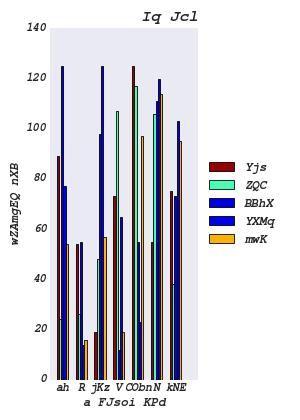 Iq Jcl
140
120
100
80
60
40
20
0
wZAmgEQ nXB
ah R jKz V CObn N kNE
a FJsoi KPd
Yjs
ZQC
BBhX
YXMq
mwK